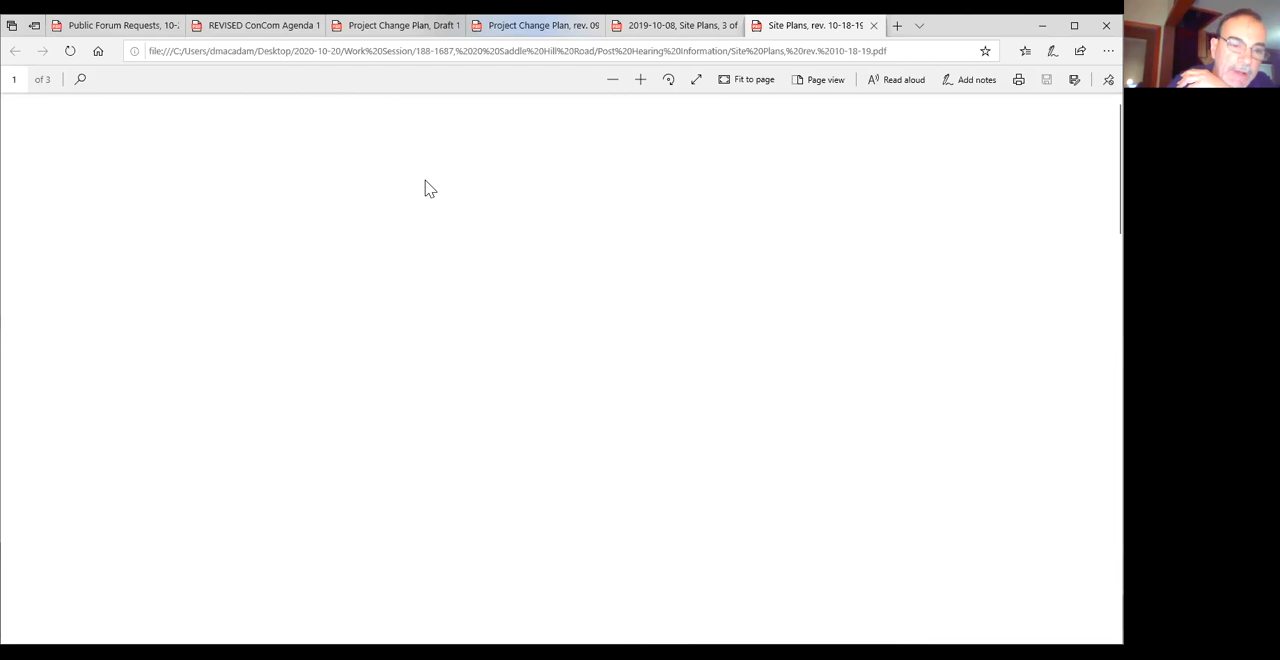 Public Forum Requests, 10-
REVISED ConCom Agenda 1
Project Change Plan, Draft 1
Project Change Plan, rev. 09
2019-10-08, Site Plans, 3 of
Site Plans, rev. 10-18-19
file:///C:/Users/dmacadam/Desktop/2020-10-20/Work%20Session/188-1687,%2020%20Saddle%20Hill%20Road/Post%20Hearing%20Information/Site%20Plans,%20rev.%2010-18-19.pdf
1 of 3 Fit to page Page view Read aloud Add notes